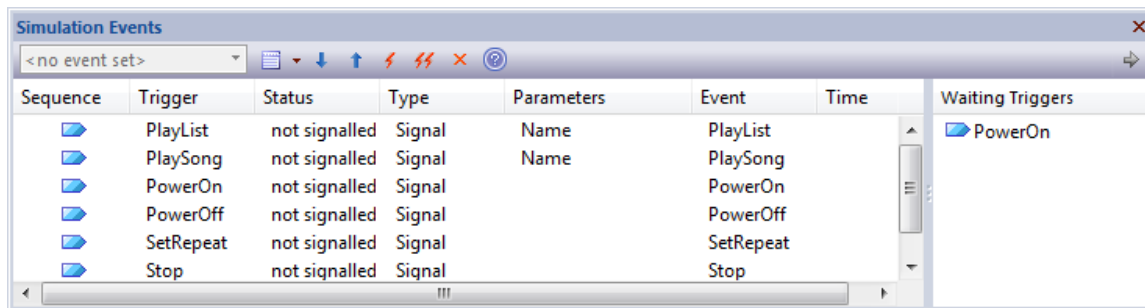 Simulation Events
<no event set>
Sequence Trigger Status Type Parameters Event Time Waiting Triggers
PlayList not signalled Signal Name PlayList PowerOn
PlaySong not signalled Signal Name PlaySong
PowerOn not signalled Signal PowerOn
PowerOff not signalled Signal PowerOff
SetRepeat not signalled Signal SetRepeat
Stop not signalled Signal Stop